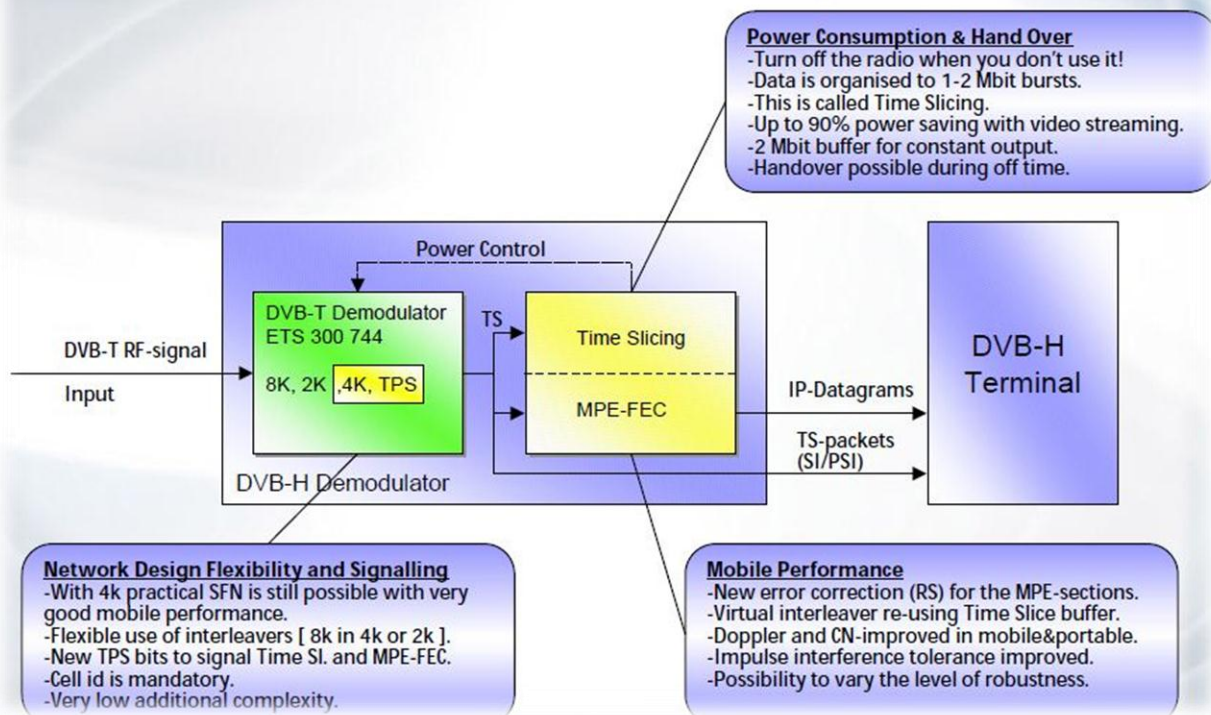 Power Consumption & Hand Over
-Turn off the radio when you don't use it!
-Data is organised to 1-2 Mbit bursts.
-This is called Time Slicing.
-Up to 90% power saving with video streaming.
-2 Mbit buffer for constant output.
-Handover possible during off time.
Power Control
DVB-T Demodulator
ETS 300 744
8K, 2K ,4K, TPS
TS
Time Slicing
MPE-FEC
DVB-T RF-signal
Input
IP-Datagrams
TS-packets
(SI/PSI)
DVB-H
Terminal
DVB-H Demodulator
Network Design Flexibility and Signalling
-With 4k practical SFN is still possible with very
good mobile performance.
-Flexible use of interleavers [ 8k in 4k or 2k ].
-New TPS bits to signal Time Sl. and MPE-FEC.
-Cell id is mandatory.
-Very low additional complexity.
Mobile Performance
-New error correction (RS) for the MPE-sections.
-Virtual interleaver re-using Time Slice buffer.
-Doppler and CN-improved in mobile&portable.
-Impulse interference tolerance improved.
-Possibility to vary the level of robustness.